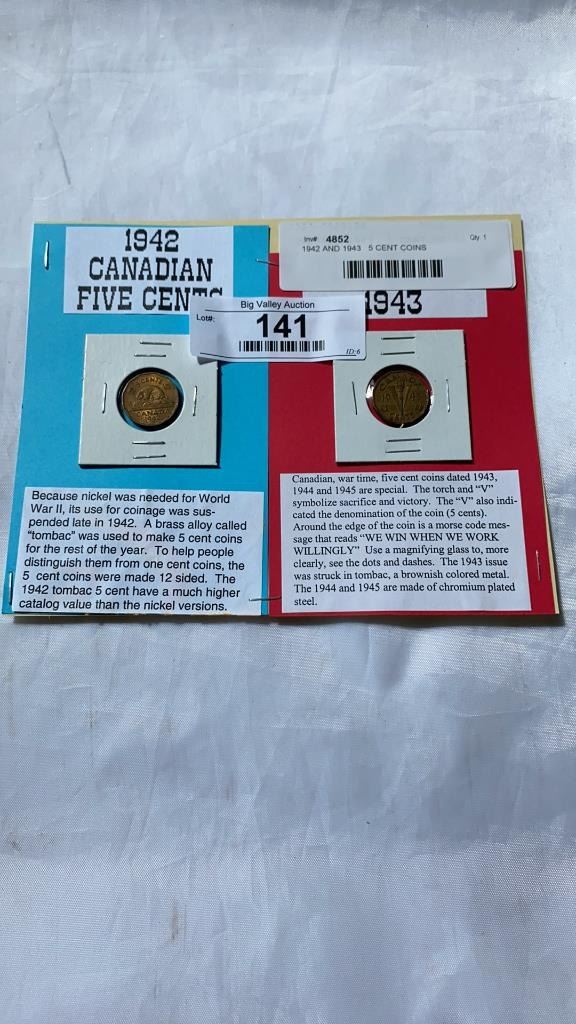 1942
CANADIAN
FIVE CEN
Inv#: 4852 Qty: 1
1942 AND 1943 5 CENT COINS
1943
Big Valley Auction
Lot#:
141
ID:6
CENTS
CANADA
Because nickel was needed for World
War II, its use for coinage was sus-
pended late in 1942. A brass alloy called
"tombac" was used to make 5 cent coins
for the rest of the year. To help people
distinguish them from one cent coins, the
5 cent coins were made 12 sided. The
1942 tombac 5 cent have a much higher
catalog value than the nickel versions.
Canadian, war time, five cent coins dated 1943,
1944 and 1945 are special. The torch and "V"
symbolize sacrifice and victory. The "V" also indi-
cated the denomination of the coin (5 cents).
Around the edge of the coin is a morse code mes-
sage that reads "WE WIN WHEN WE WORK
WILLINGLY" Use a magnifying glass to, more
clearly, see the dots and dashes. The 1943 issue
was struck in tombac, a brownish colored metal.
The 1944 and 1945 are made of chromium plated
steel.